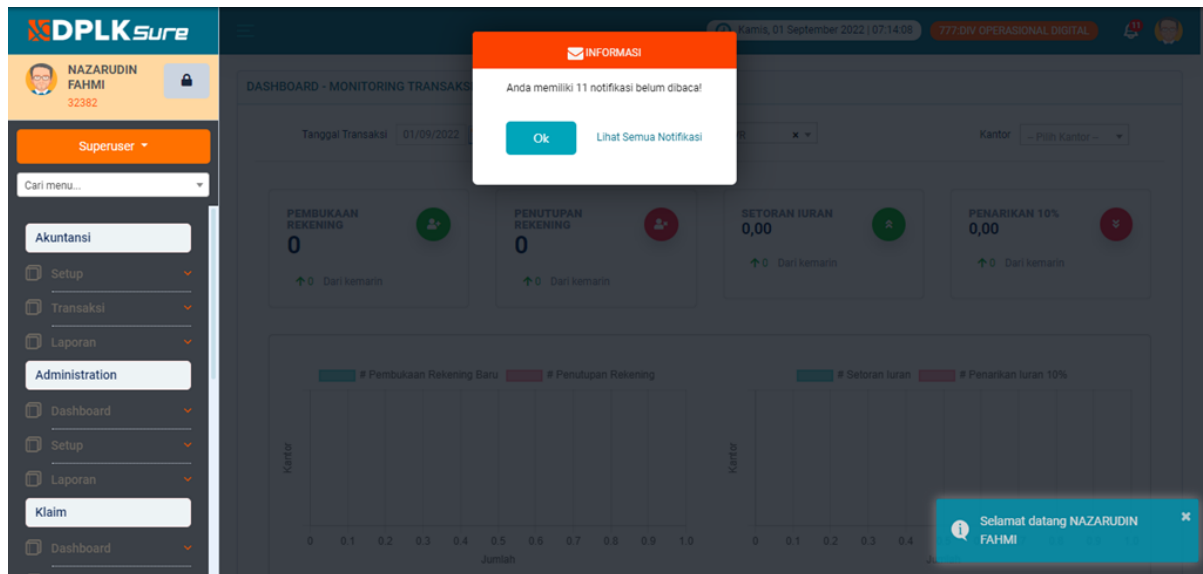 DPLKSure
NAZARUDIN
FAHMI
32382
Superuser
Cari menu...
Akuntansi
Setup
Transaksi
Laporan
Administration
Dashboard
Setup
Laporan
Klaim
Dashboard
Kamis, 01 September 2022 | 07:14:08
777:DIV OPERASIONAL DIGITAL
11
INFORMASI
Anda memiliki 11 notifikasi belum dibaca!
Ok
Lihat Semua Notifikasi
DASHBOARD - MONITORING TRANSAKS
Tanggal Transaksi 01/09/2022
Kantor -- Pilih Kantor --
PEMBUKAAN
REKENING
0
0 Dari kemarin
PENUTUPAN
REKENING
0
0 Dari kemarin
SETORAN IURAN
0,00
0 Dari kemarin
PENARIKAN 10%
0,00
0 Dari kemarin
# Pembukaan Rekening Baru # Penutupan Rekening
Kantor
0 0.1 0.2 0.3 0.4 0.5 0.6 0.7 0.8 0.9 1.0
Jumlah
# Setoran Iuran # Penarikan Iuran 10%
Kantor
0 0.1 0.2 0.3 0.4
Selamat datang NAZARUDIN
FAHMI